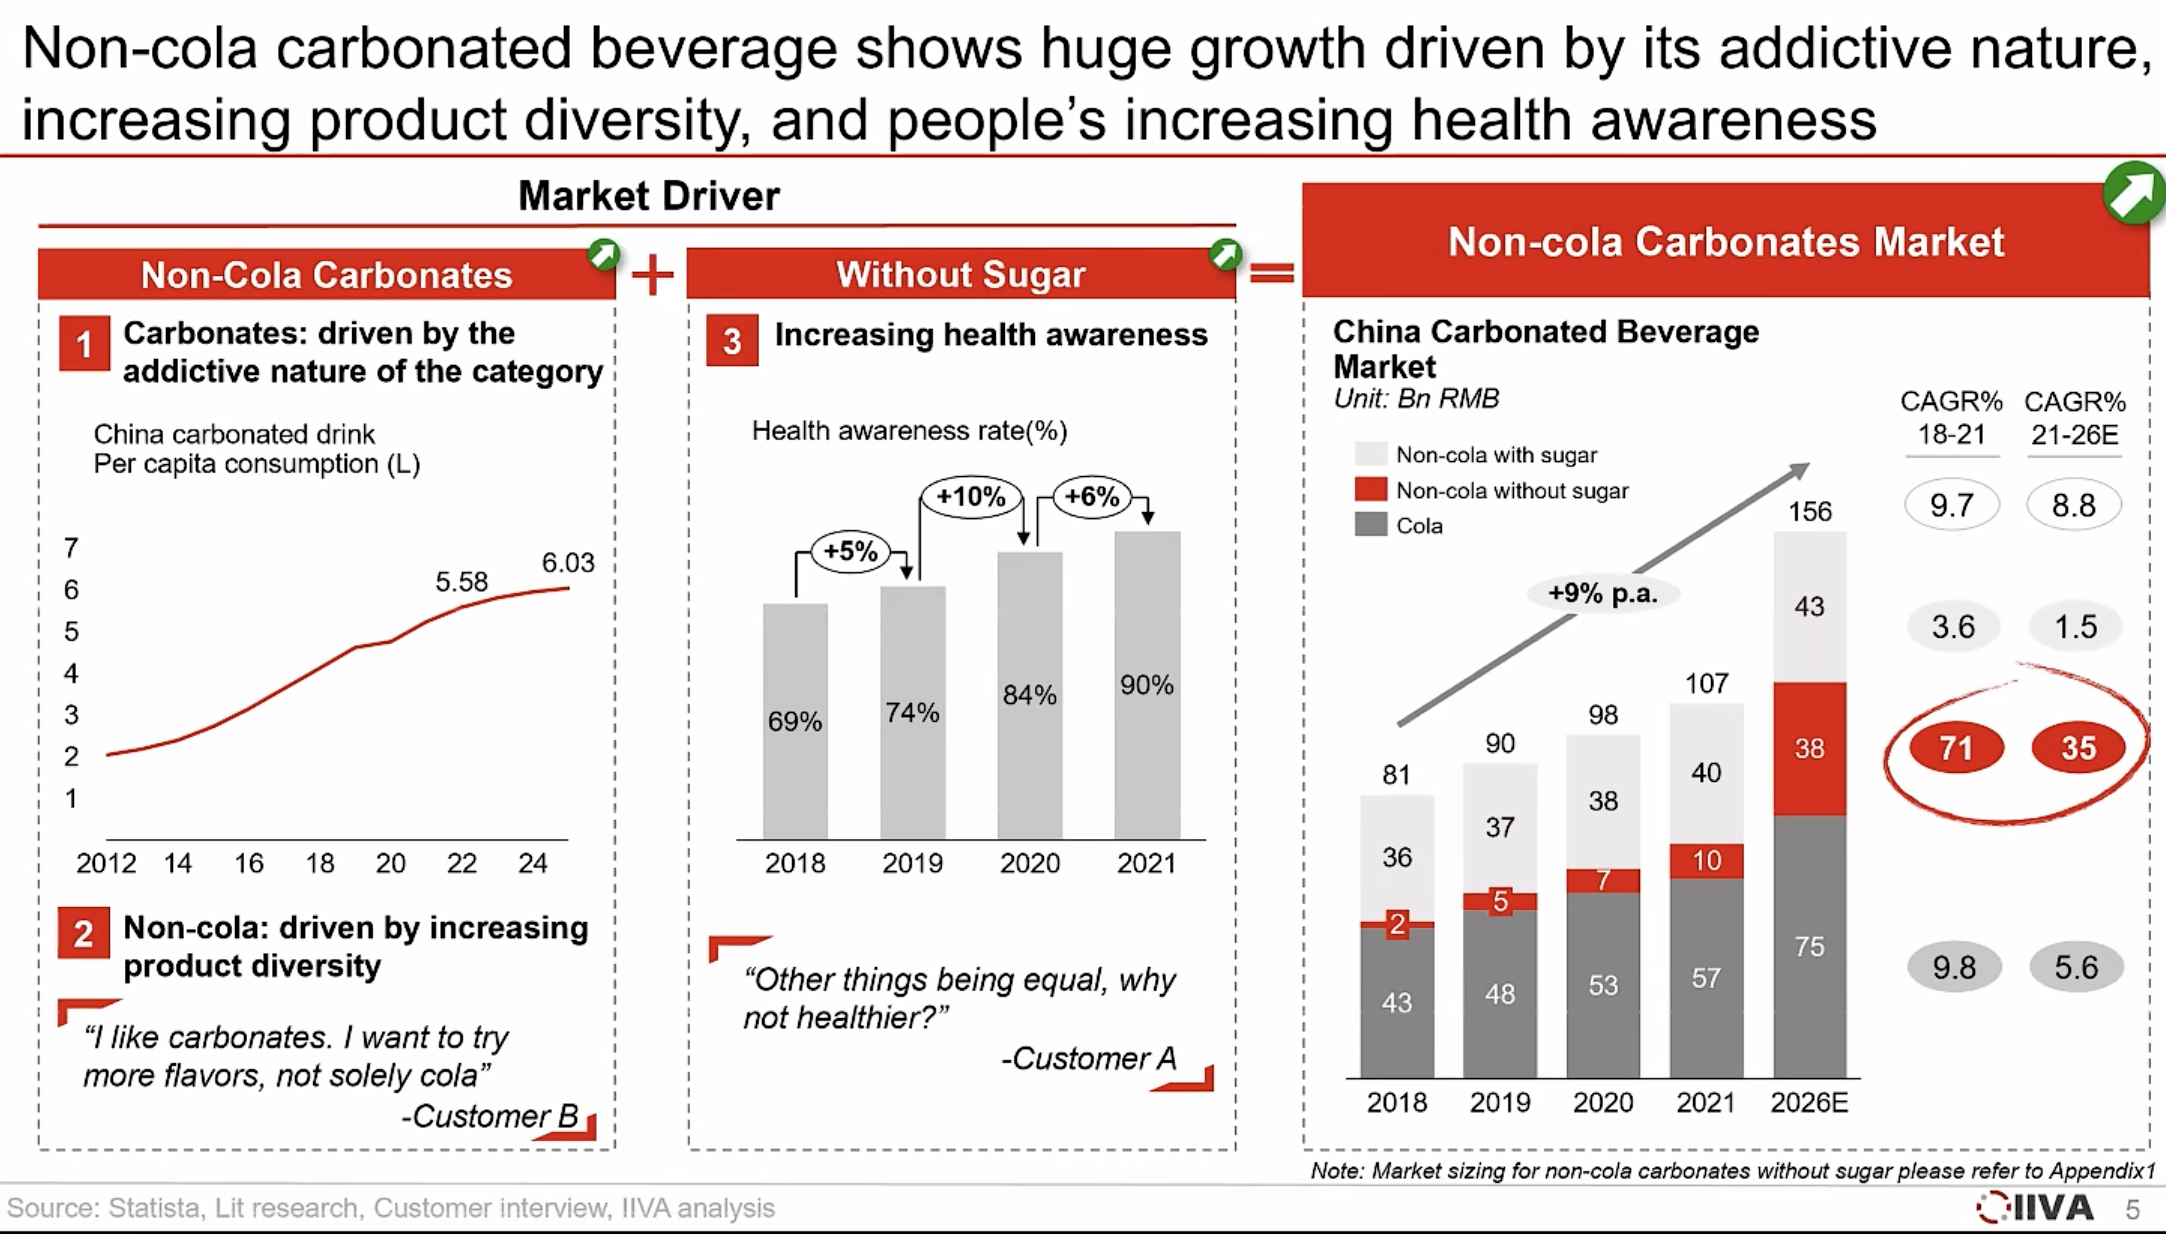 Non-cola carbonated beverage shows huge growth driven by its addictive nature,
increasing product diversity, and people's increasing health awareness
Market Driver
Non-Cola Carbonates
+
Without Sugar
=
Non-cola Carbonates Market
1
Carbonates: driven by the
addictive nature of the category
China carbonated drink
Per capita consumption (L)
7
6
5
4
3
2
1
5.58
6.03
2012 14 16 18 20 22 24
2
Non-cola: driven by increasing
product diversity
“I like carbonates. I want to try
more flavors, not solely cola”
-Customer B
3
Increasing health awareness
Health awareness rate(%)
+5%
+10%
+6%
69%
74%
84%
90%
2018 2019 2020 2021
“Other things being equal, why
not healthier?”
-Customer A
China Carbonated Beverage
Market
Unit: Bn RMB
Non-cola with sugar
Non-cola without sugar
Cola
+9% p.a.
81
36
2
43
90
37
5
48
98
38
7
53
107
40
10
57
156
43
38
75
2018 2019 2020 2021 2026E
CAGR% CAGR%
18-21 21-26E
9.7 8.8
3.6 1.5
71 35
9.8 5.6
Note: Market sizing for non-cola carbonates without sugar please refer to Appendix1
Source: Statista, Lit research, Customer interview, IIVA analysis
IIVA
5